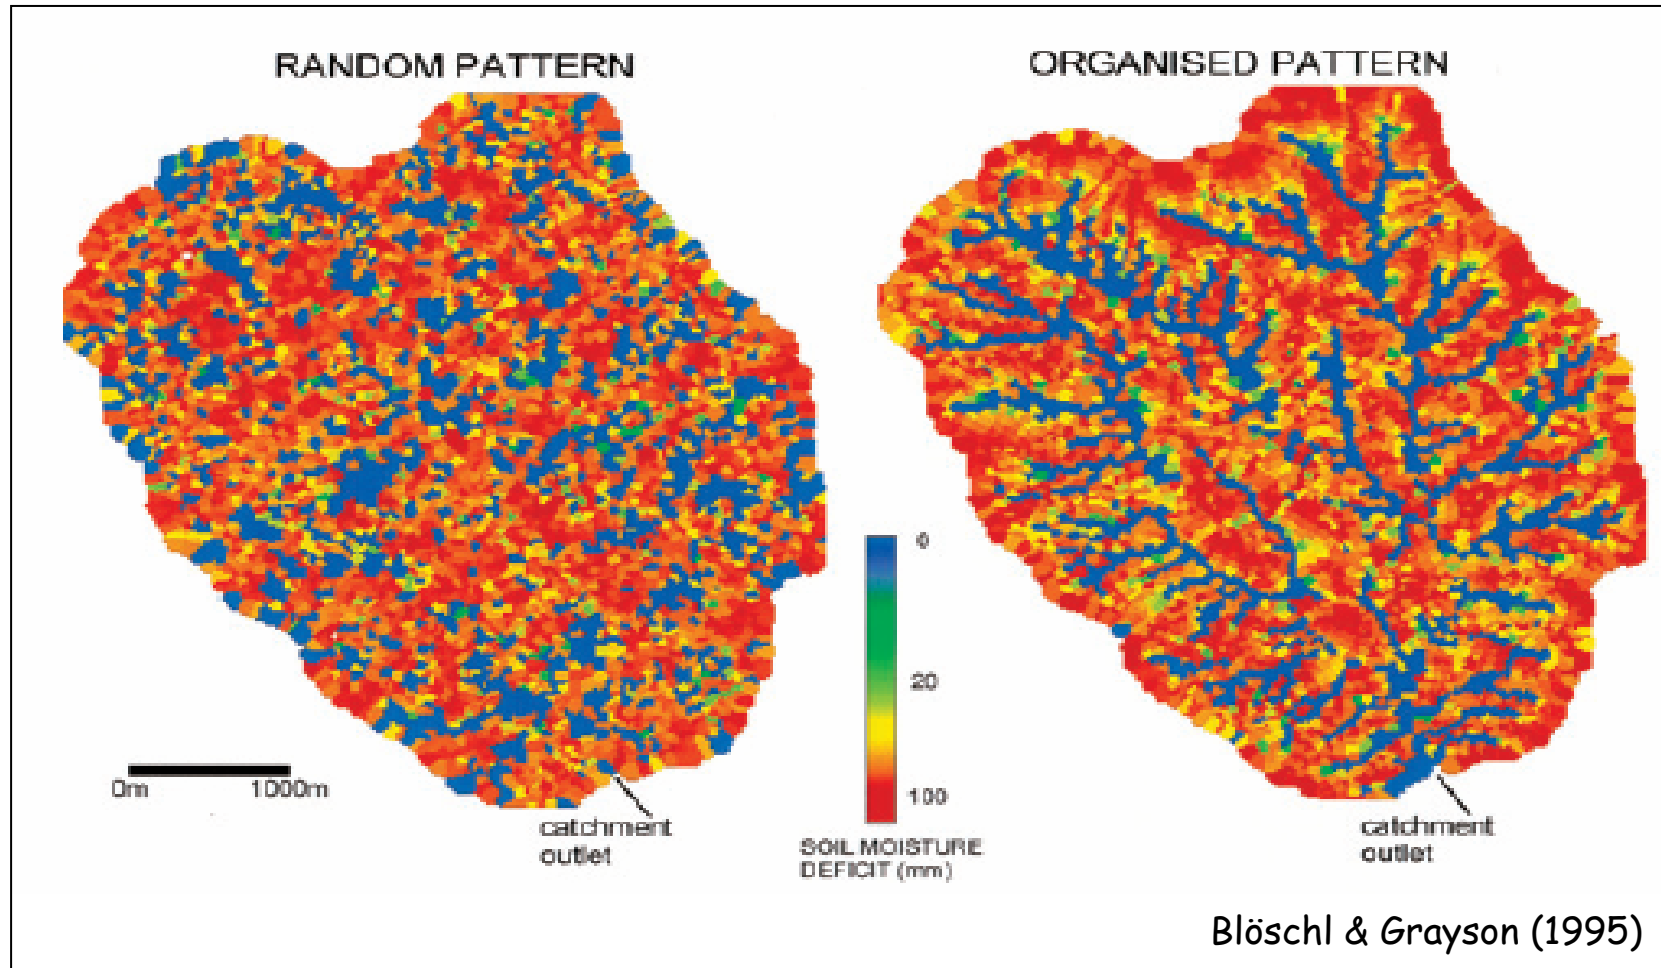 RANDOM PATTERN
ORGANISED PATTERN
0
20
100
SOIL MOISTURE
DEFICIT (mm)
0m 1000m
catchment
outlet
catchment
outlet
Blöschl & Grayson (1995)